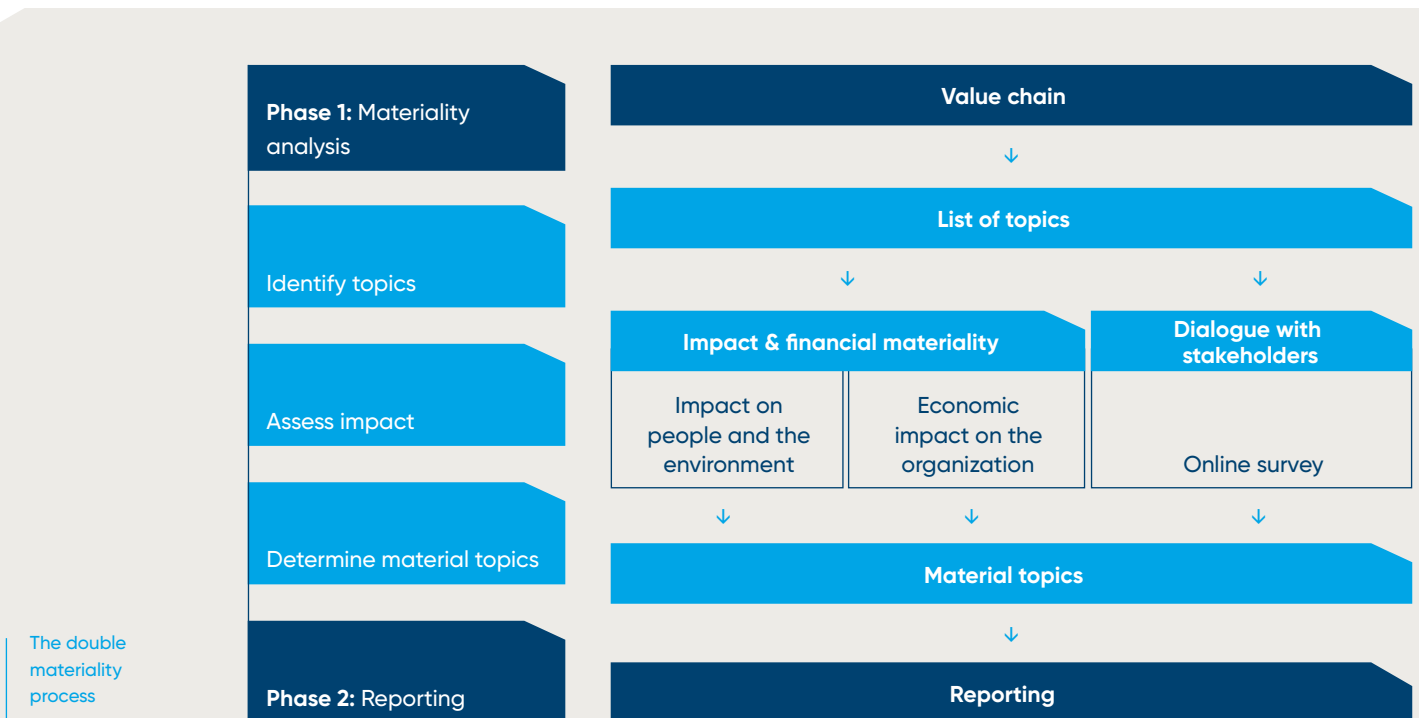 Phase 1: Materiality
analysis
Value chain
↓
Identify topics
List of topics
↓ ↓
Assess impact
Impact & financial materiality
Dialogue with
stakeholders
Impact on
people and the
environment
Economic
impact on the
organization
Online survey
↓ ↓ ↓
Determine material topics
Material topics
↓
The double
materiality
process
Phase 2: Reporting
Reporting